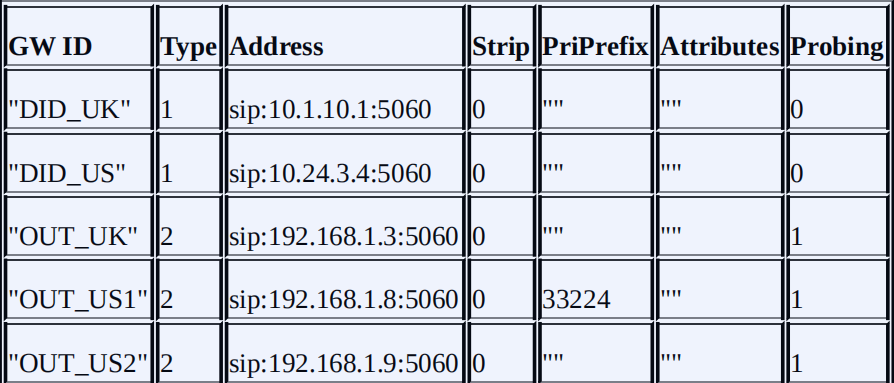 GW ID Type Address Strip PriPrefix Attributes Probing
"DID_UK" 1 sip:10.1.10.1:5060 0 "" "" 0
"DID_US" 1 sip:10.24.3.4:5060 0 "" "" 0
"OUT_UK" 2 sip:192.168.1.3:5060 0 "" "" 1
"OUT_US1" 2 sip:192.168.1.8:5060 0 33224 "" 1
"OUT_US2" 2 sip:192.168.1.9:5060 0 "" "" 1